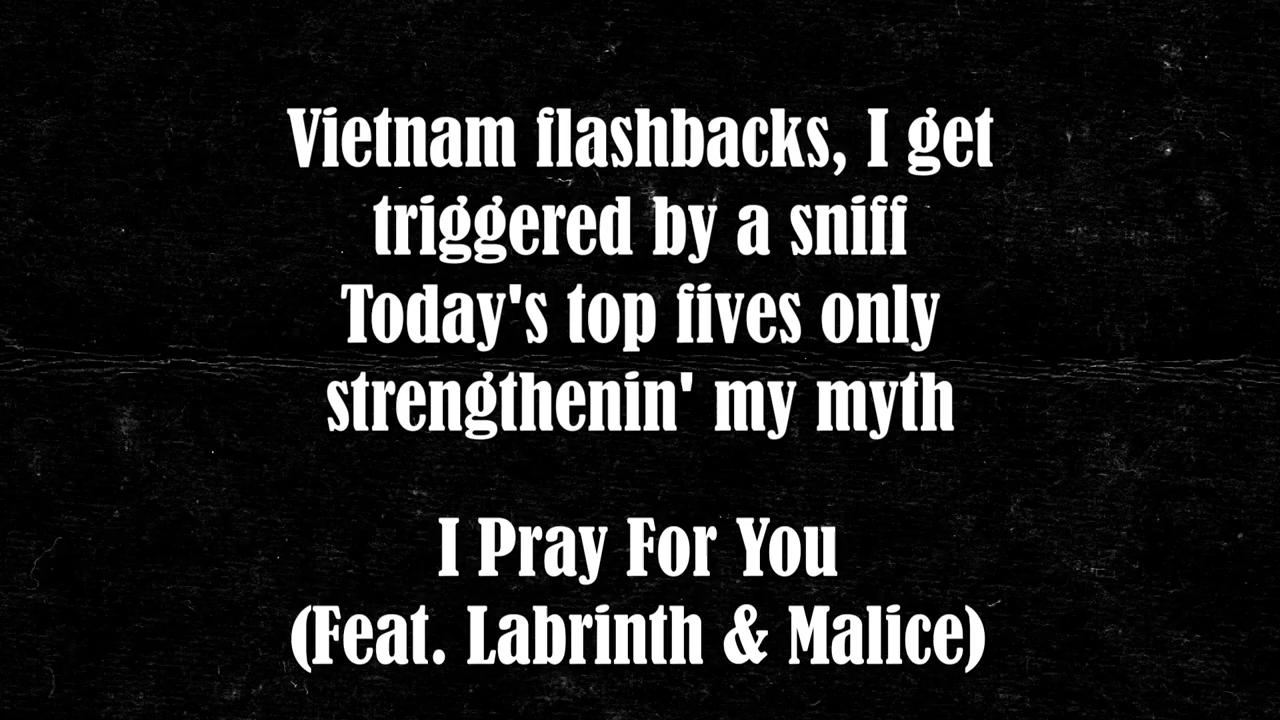 Vietnam flashbacks, I get
triggered by a sniff
Today's top fives only
strengthenin' my myth
I Pray For You
(Feat. Labrinth & Malice)